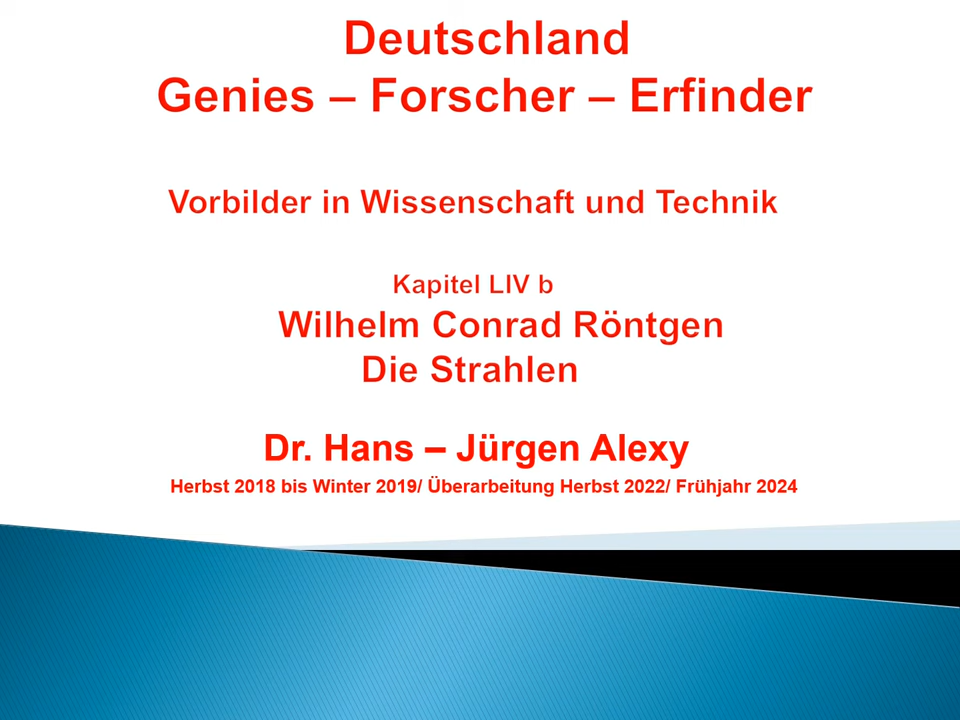 Deutschland
Genies – Forscher – Erfinder
Vorbilder in Wissenschaft und Technik
Kapitel LIV b
Wilhelm Conrad Röntgen
Die Strahlen
Dr. Hans – Jürgen Alexy
Herbst 2018 bis Winter 2019/ Überarbeitung Herbst 2022/ Frühjahr 2024